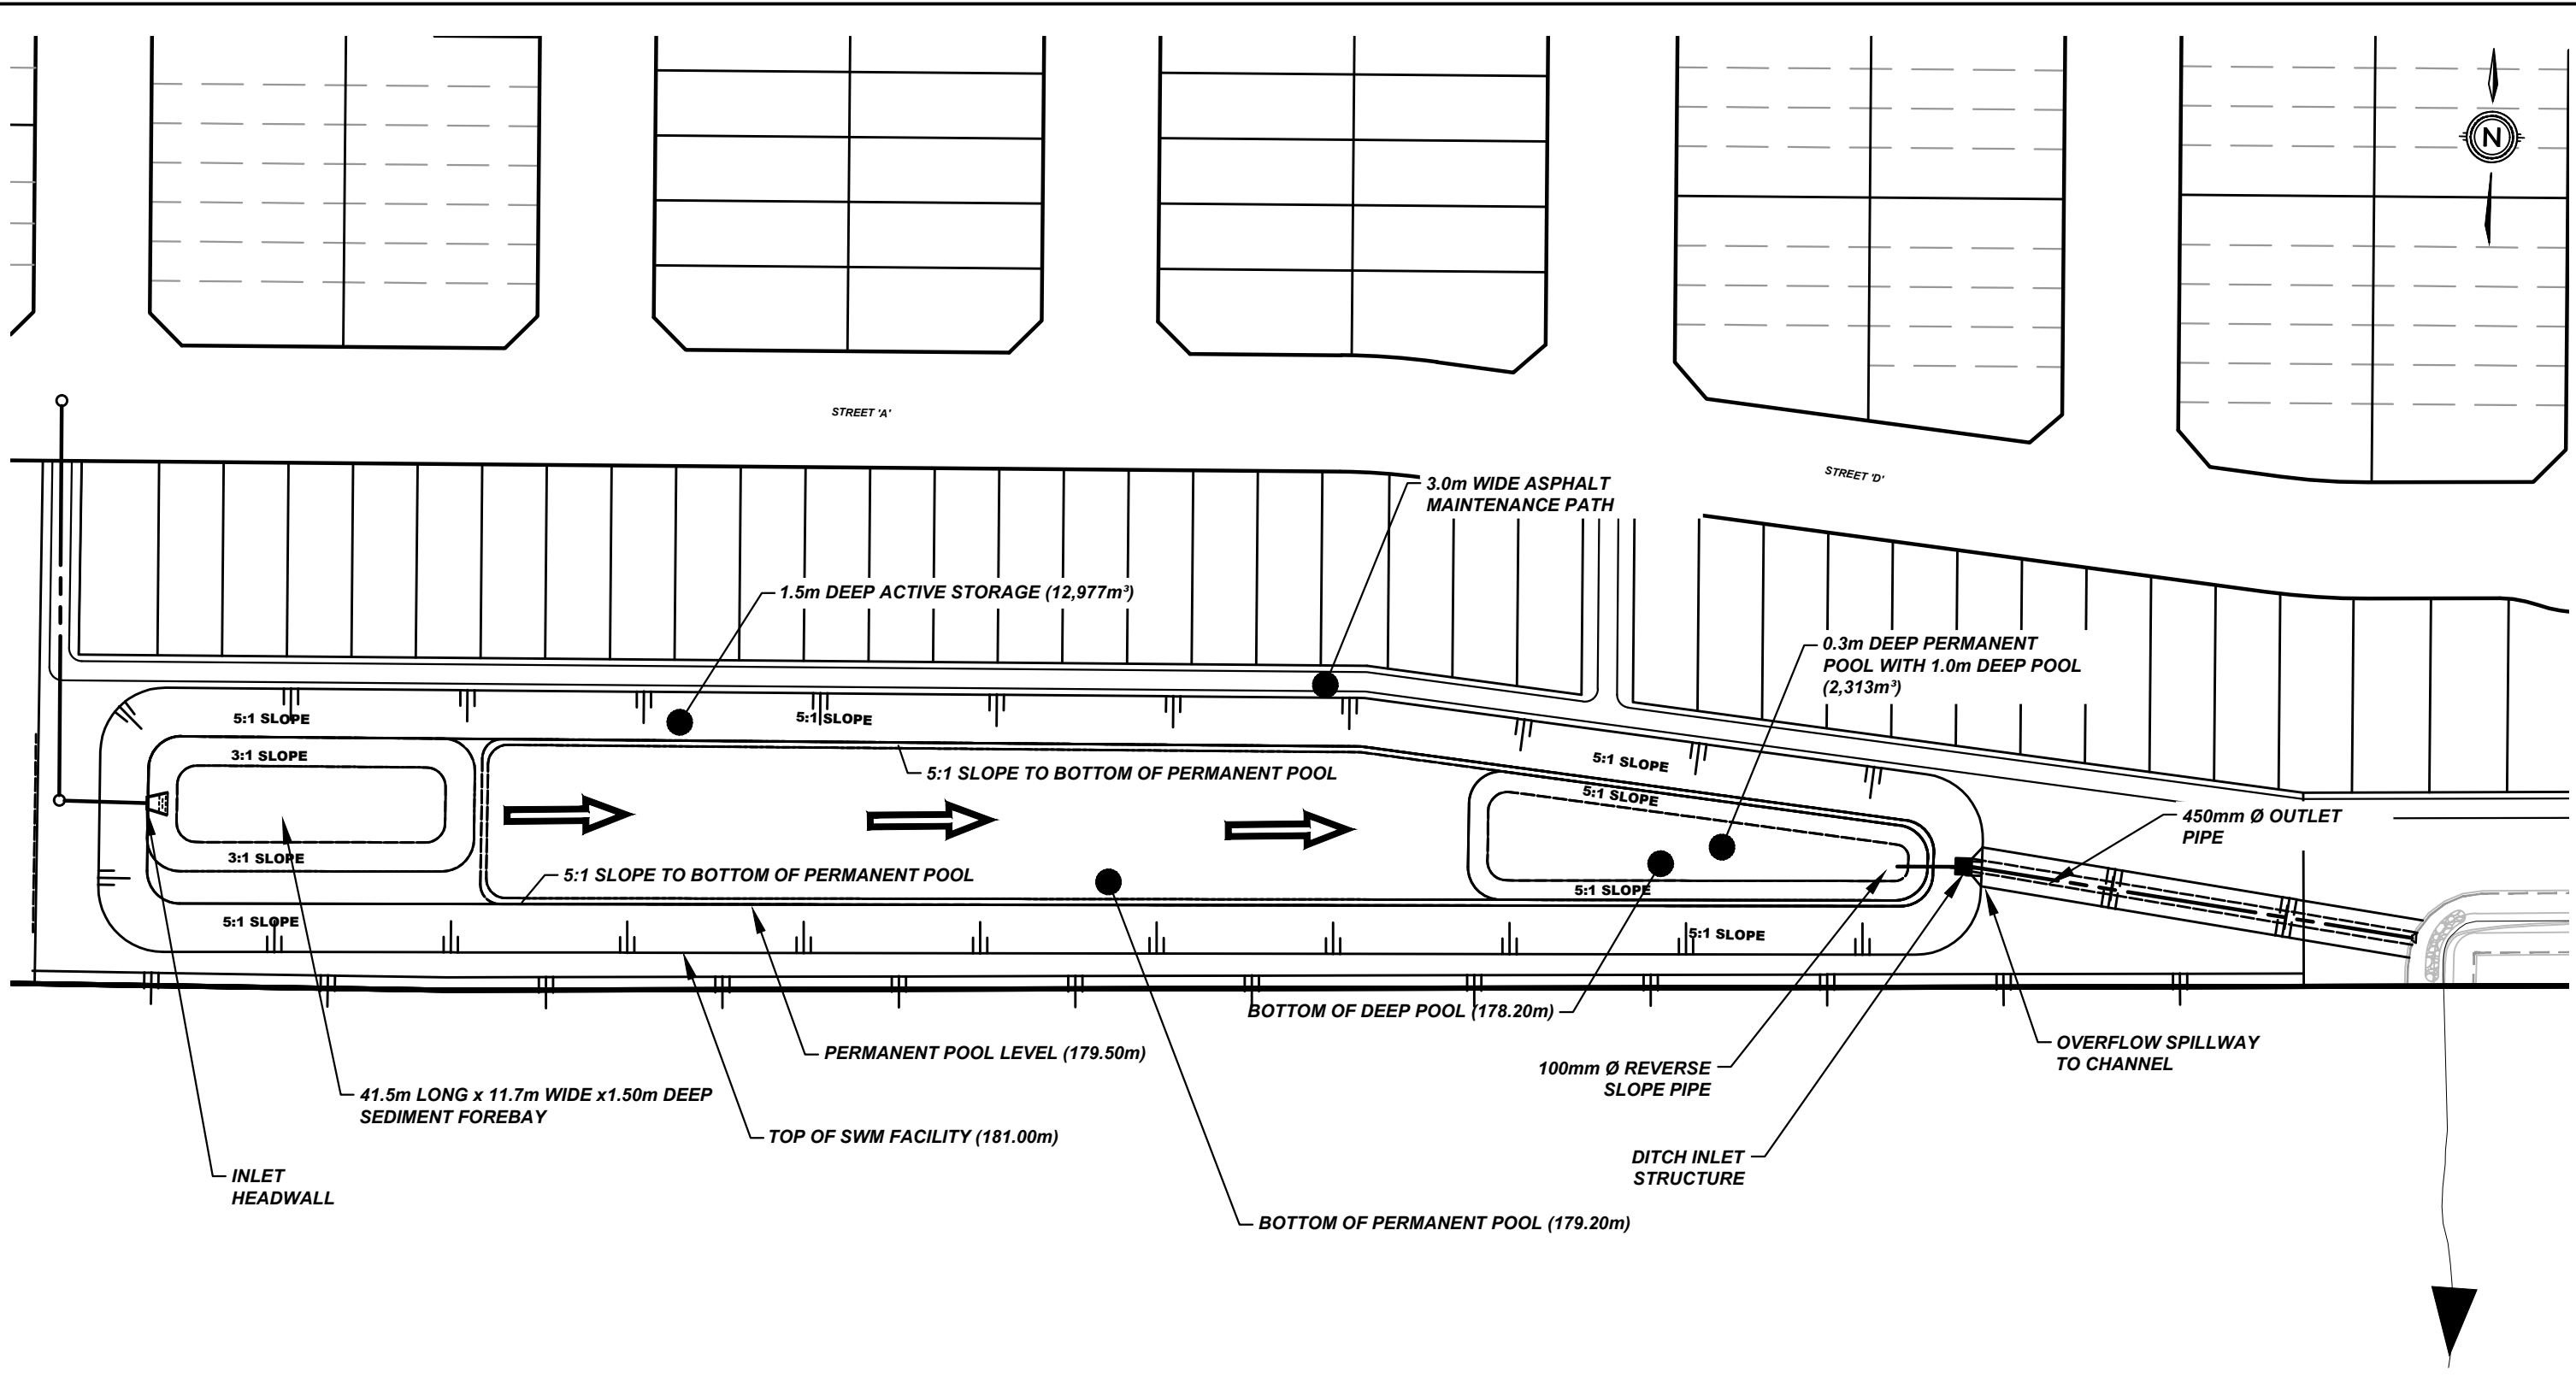 N
STREET 'A'
STREET 'D'
3.0m WIDE ASPHALT
MAINTENANCE PATH
1.5m DEEP ACTIVE STORAGE (12,977m³)
0.3m DEEP PERMANENT
POOL WITH 1.0m DEEP POOL
(2,313m³)
5:1 SLOPE
5:1 SLOPE
3:1 SLOPE
5:1 SLOPE
5:1 SLOPE TO BOTTOM OF PERMANENT POOL
5:1 SLOPE
450mm Ø OUTLET
PIPE
3:1 SLOPE
5:1 SLOPE TO BOTTOM OF PERMANENT POOL
5:1 SLOPE
5:1 SLOPE
5:1 SLOPE
BOTTOM OF DEEP POOL (178.20m)
PERMANENT POOL LEVEL (179.50m)
100mm Ø REVERSE
SLOPE PIPE
OVERFLOW SPILLWAY
TO CHANNEL
41.5m LONG x 11.7m WIDE x1.50m DEEP
SEDIMENT FOREBAY
TOP OF SWM FACILITY (181.00m)
DITCH INLET
STRUCTURE
INLET
HEADWALL
BOTTOM OF PERMANENT POOL (179.20m)